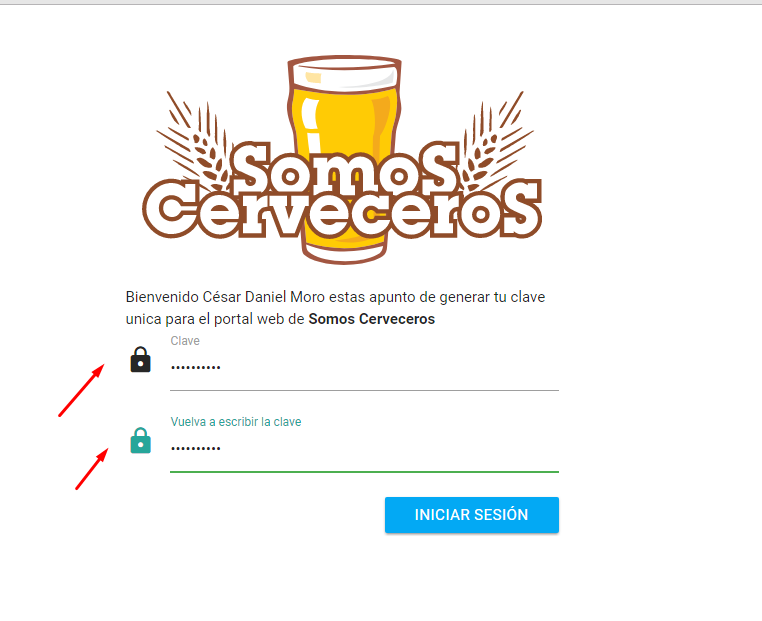 Somos
Cerveceros
Bienvenido César Daniel Moro estas apunto de generar tu clave
unica para el portal web de Somos Cerveceros
Clave
••••••••••
Vuelva a escribir la clave
••••••••••
INICIAR SESIÓN